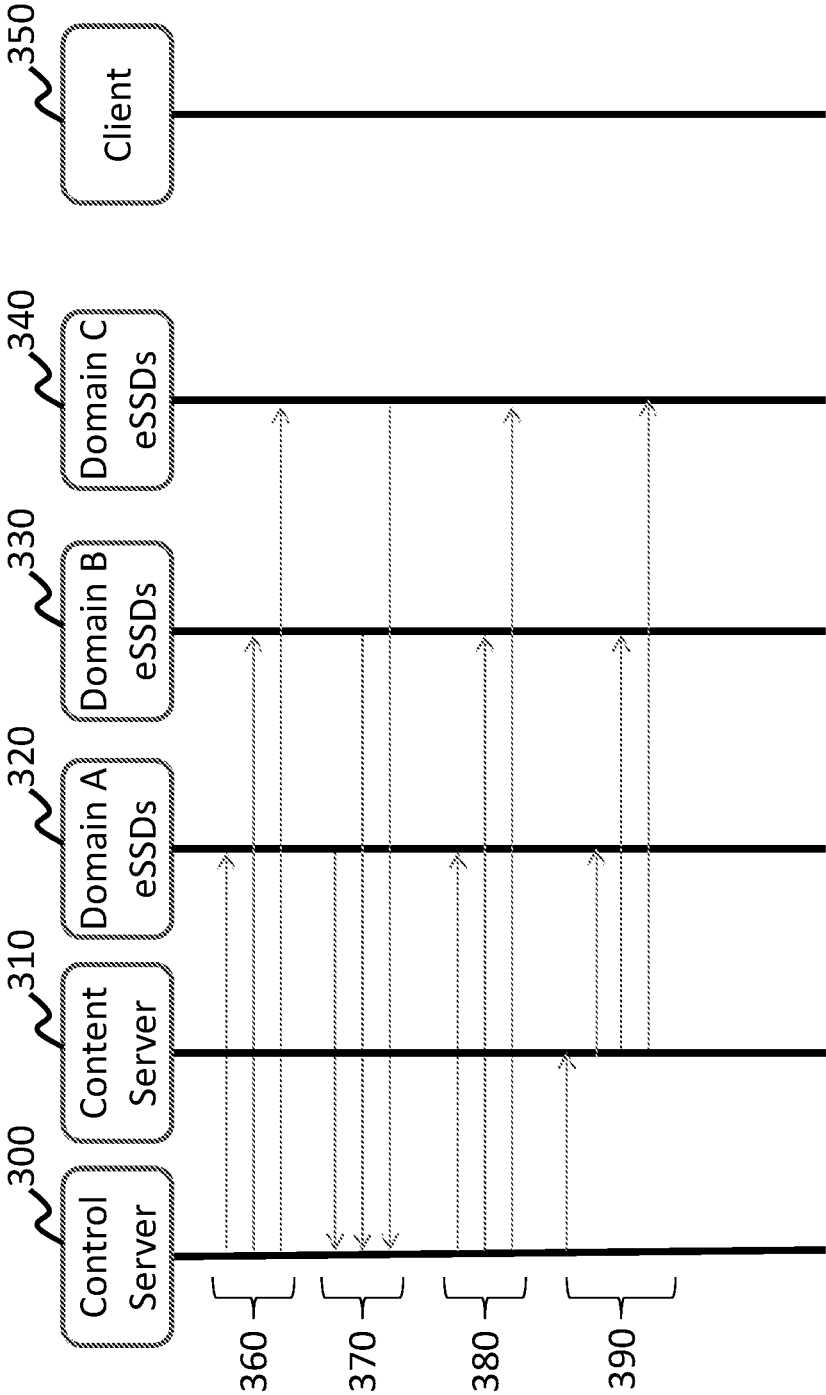 300
Control
Server
310
Content
Server
320
Domain A
eSSDs
330
Domain B
eSSDs
340
Domain C
eSSDs
350
Client
360
370
380
390